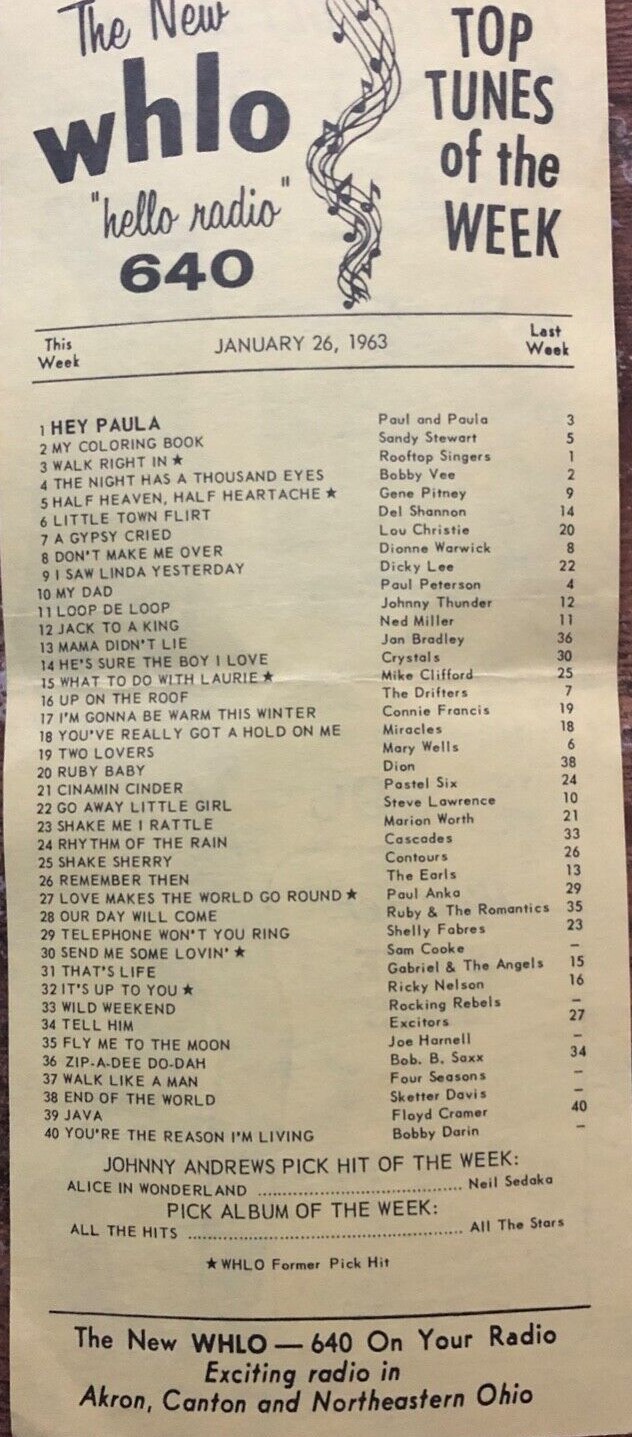 The New
whlo
"hello radio"
640
TOP
TUNES
of the
WEEK
This Week JANUARY 26, 1963 Last Week
1 HEY PAULA Paul and Paula 3
2 MY COLORING BOOK Sandy Stewart 5
3 WALK RIGHT IN ★ Rooftop Singers 1
4 THE NIGHT HAS A THOUSAND EYES Bobby Vee 2
5 HALF HEAVEN, HALF HEARTACHE ★ Gene Pitney 9
6 LITTLE TOWN FLIRT Del Shannon 14
7 A GYPSY CRIED Lou Christie 20
8 DON'T MAKE ME OVER Dionne Warwick 8
9 I SAW LINDA YESTERDAY Dicky Lee 22
10 MY DAD Paul Peterson 4
11 LOOP DE LOOP Johnny Thunder 12
12 JACK TO A KING Ned Miller 11
13 MAMA DIDN'T LIE Jan Bradley 36
14 HE'S SURE THE BOY I LOVE Crystals 30
15 WHAT TO DO WITH LAURIE ★ Mike Clifford 25
16 UP ON THE ROOF The Drifters 7
17 I'M GONNA BE WARM THIS WINTER Connie Francis 19
18 YOU'VE REALLY GOT A HOLD ON ME Miracles 18
19 TWO LOVERS Mary Wells 6
20 RUBY BABY Dion 38
21 CINAMIN CINDER Pastel Six 24
22 GO AWAY LITTLE GIRL Steve Lawrence 10
23 SHAKE ME I RATTLE Marion Worth 21
24 RHYTHM OF THE RAIN Cascades 33
25 SHAKE SHERRY Contours 26
26 REMEMBER THEN The Earls 13
27 LOVE MAKES THE WORLD GO ROUND ★ Paul Anka 29
28 OUR DAY WILL COME Ruby & The Romantics 35
29 TELEPHONE WON'T YOU RING Shelly Fabres 23
30 SEND ME SOME LOVIN' ★ Sam Cooke –
31 THAT'S LIFE Gabriel & The Angels 15
32 IT'S UP TO YOU ★ Ricky Nelson 16
33 WILD WEEKEND Rocking Rebels –
34 TELL HIM Excitors 27
35 FLY ME TO THE MOON Joe Harnell –
36 ZIP-A-DEE DO-DAH Bob. B. Soxx 34
37 WALK LIKE A MAN Four Seasons –
38 END OF THE WORLD Sketter Davis –
39 JAVA Floyd Cramer 40
40 YOU'RE THE REASON I'M LIVING Bobby Darin –
JOHNNY ANDREWS PICK HIT OF THE WEEK:
ALICE IN WONDERLAND ........................................ Neil Sedaka
PICK ALBUM OF THE WEEK:
ALL THE HITS ...................................................... All The Stars
★ WHLO Former Pick Hit
The New WHLO — 640 On Your Radio
Exciting radio in
Akron, Canton and Northeastern Ohio